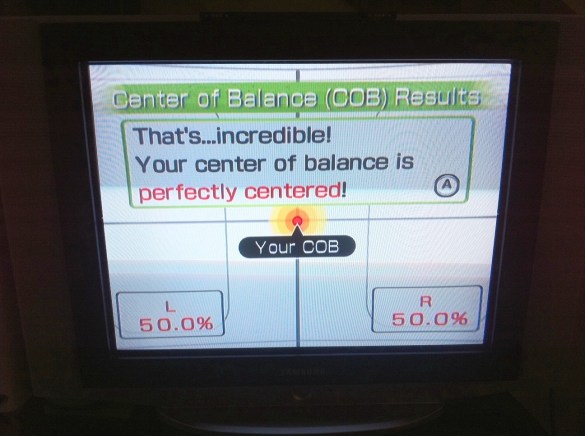 Center of Balance (COB) Results
That's...incredible!
Your center of balance is
perfectly centered!
A
Your COB
L
50.0%
R
50.0%
SAMSUNG